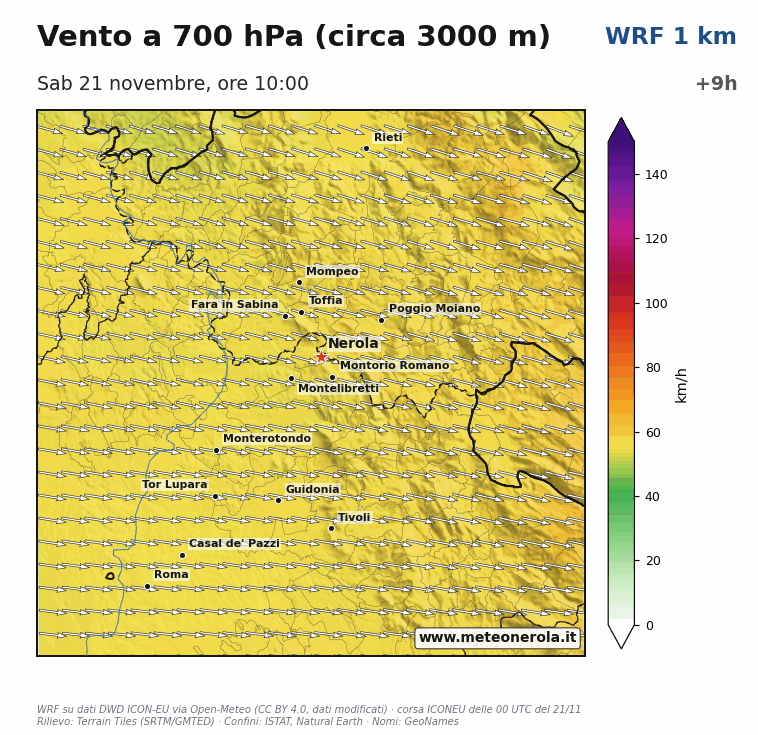 Vento a 700 hPa (circa 3000 m)
WRF 1 km
Sab 21 novembre, ore 10:00
+9h
Rieti
Mompeo
Fara in Sabina
Toffia
Poggio Moiano
Nerola
Montorio Romano
Montelibretti
Monterotondo
Tor Lupara
Guidonia
Tivoli
Casal de' Pazzi
Roma
www.meteonerola.it
140
120
100
80
60
40
20
0
km/h
WRF su dati DWD ICON-EU via Open-Meteo (CC BY 4.0, dati modificati) · corsa ICONEU delle 00 UTC del 21/11
Rilievo: Terrain Tiles (SRTM/GMTED) · Confini: ISTAT, Natural Earth · Nomi: GeoNames